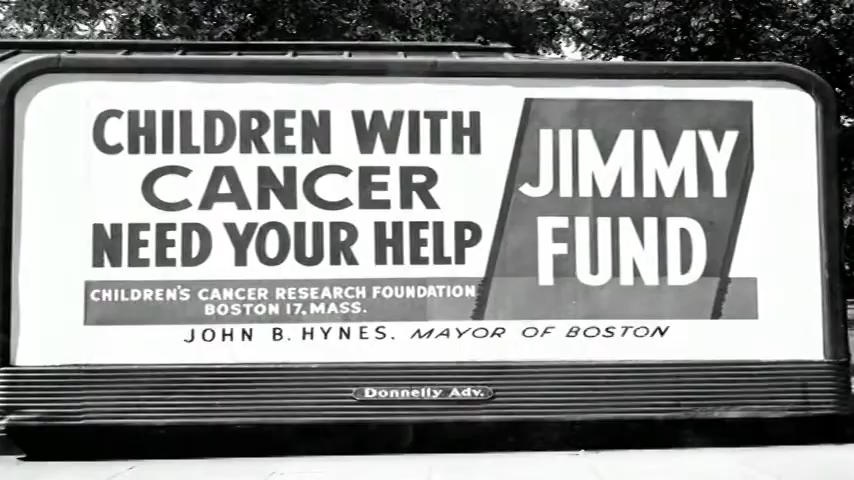 CHILDREN WITH
CANCER
NEED YOUR HELP
JIMMY
FUND
CHILDREN'S CANCER RESEARCH FOUNDATION
BOSTON 17, MASS.
JOHN B. HYNES, MAYOR OF BOSTON
Donnelly Adv.